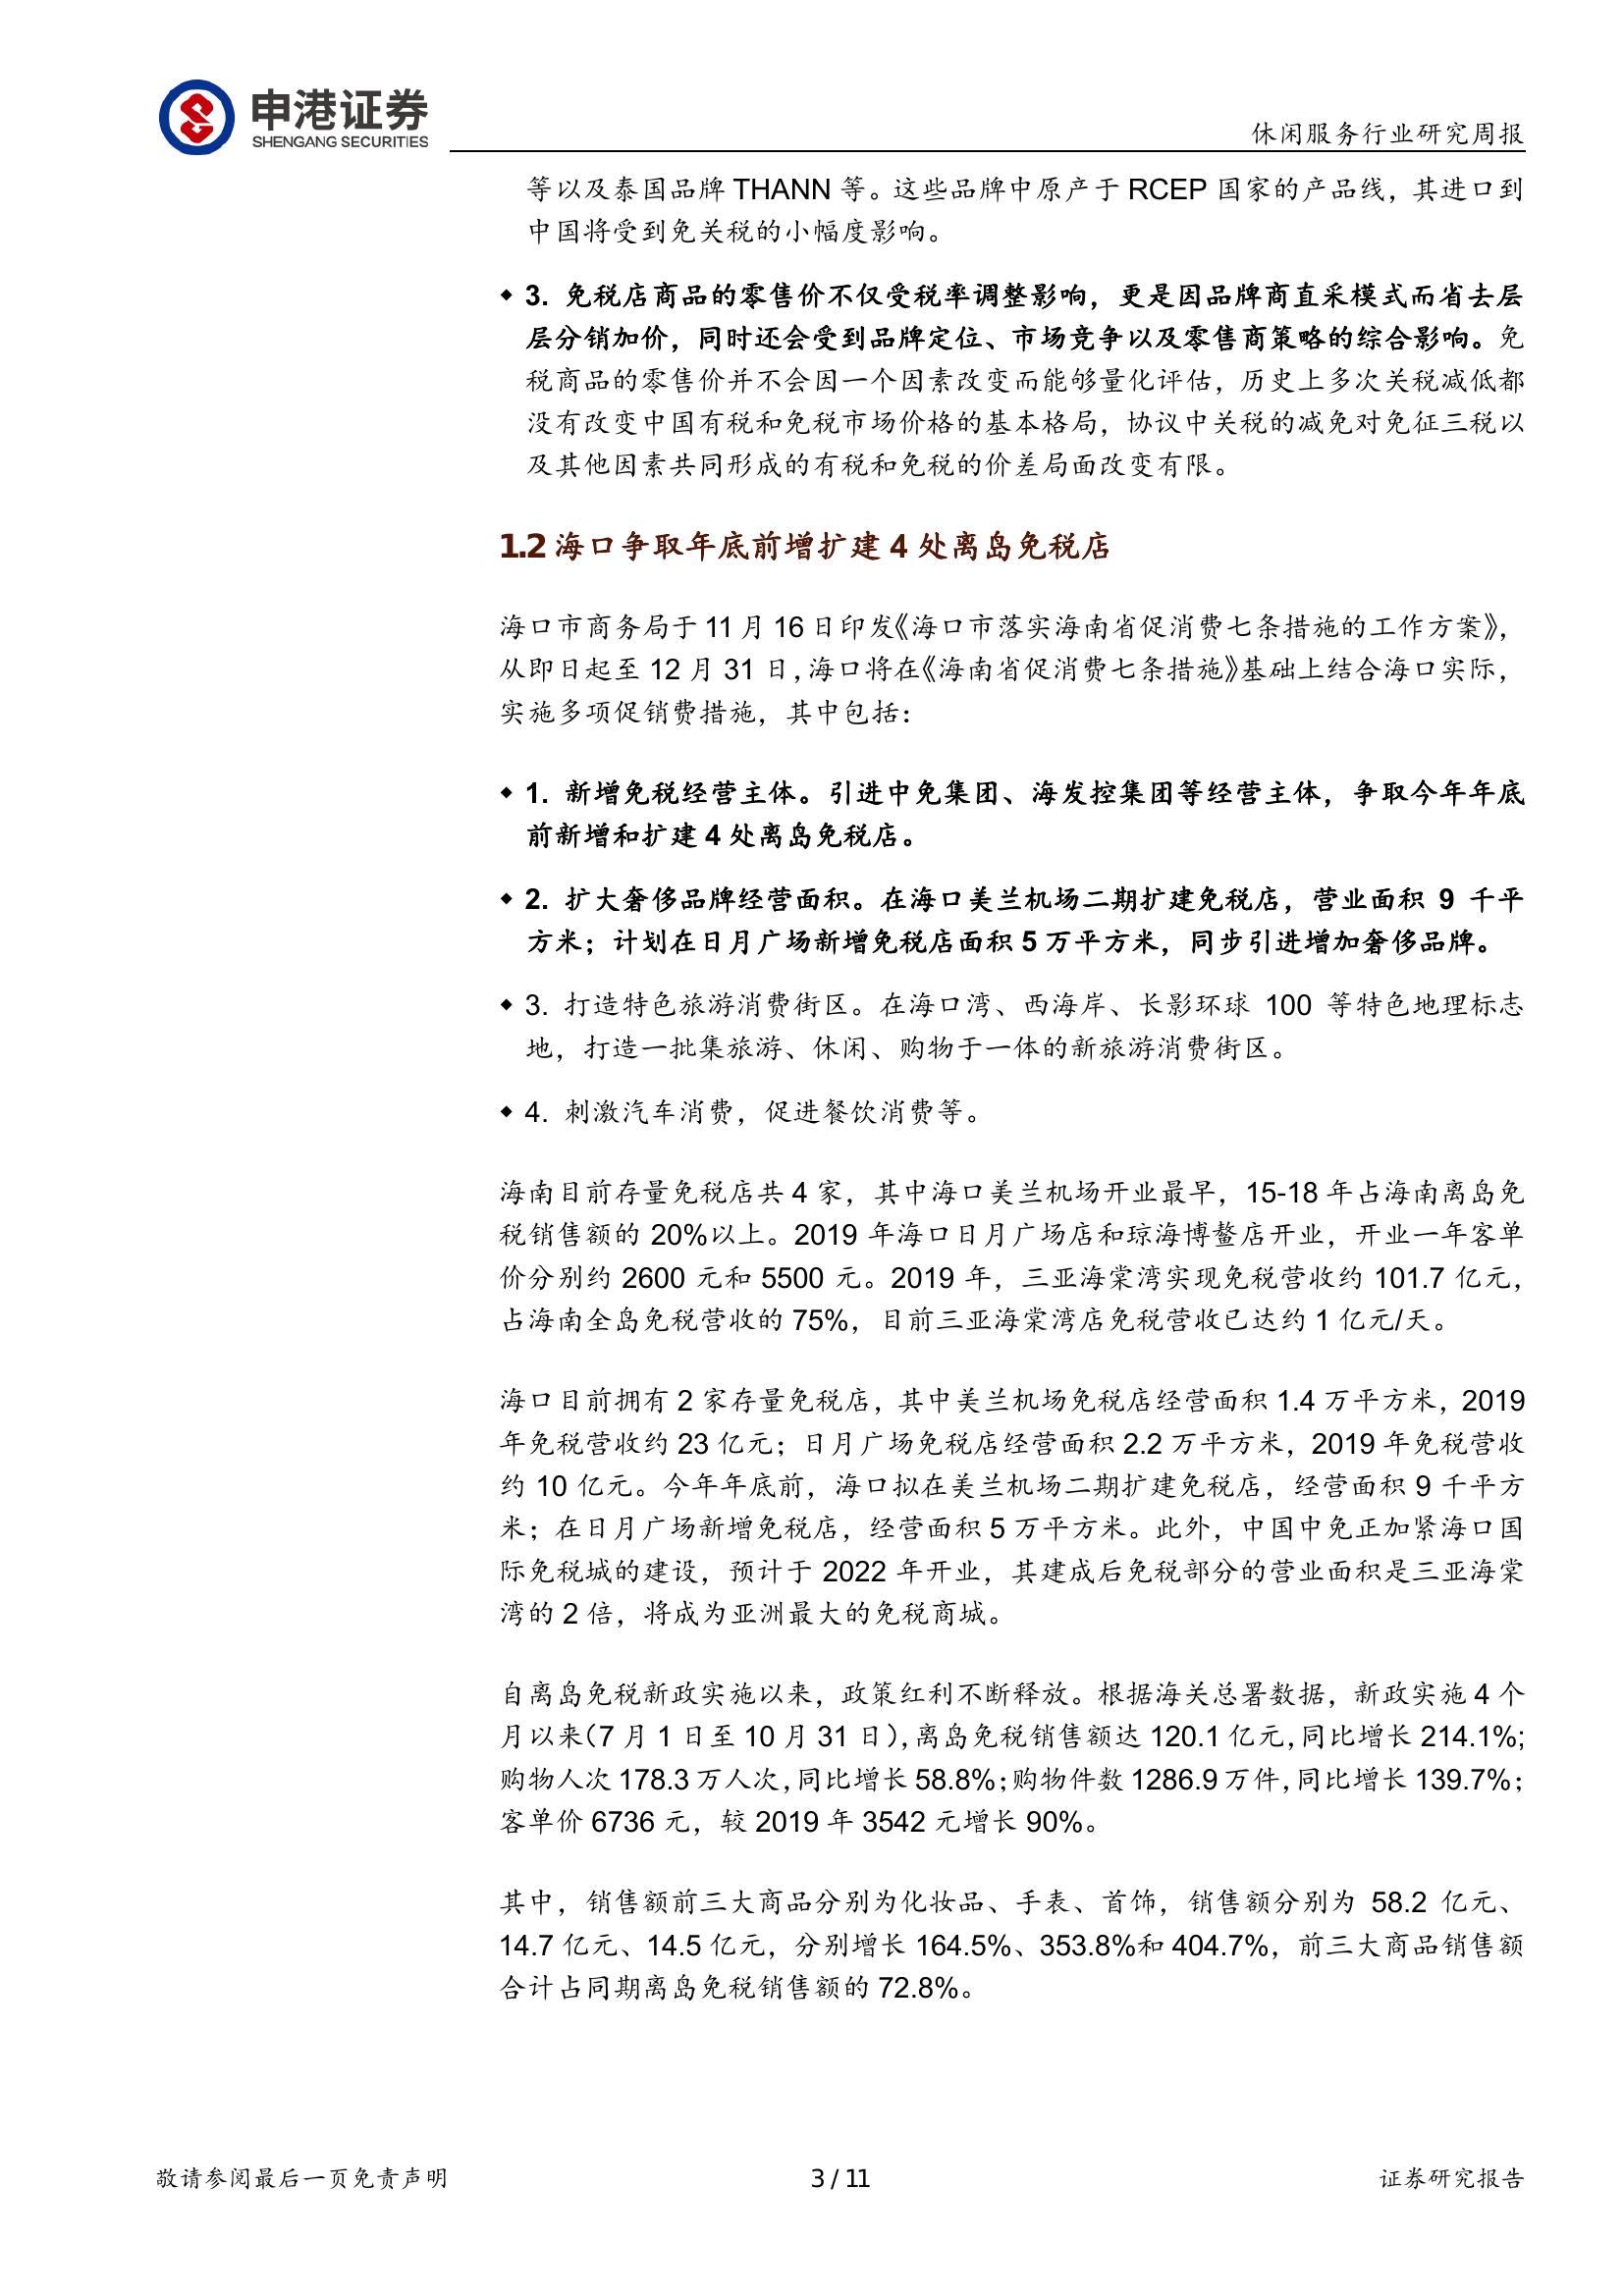 申港证券
SHENGANG SECURITIES
休闲服务行业研究周报
等以及泰国品牌 THANN 等。这些品牌中原产于 RCEP 国家的产品线，其进口到
中国将受到免关税的小幅度影响。
◆ 3. 免税店商品的零售价不仅受税率调整影响，更是因品牌商直采模式而省去层
层分销加价，同时还会受到品牌定位、市场竞争以及零售商策略的综合影响。免
税商品的零售价并不会因一个因素改变而能够量化评估，历史上多次关税减低都
没有改变中国有税和免税市场价格的基本格局，协议中关税的减免对免征三税以
及其他因素共同形成的有税和免税的价差局面改变有限。
1.2 海口争取年底前增扩建 4 处离岛免税店
海口市商务局于 11 月 16 日印发《海口市落实海南省促消费七条措施的工作方案》，
从即日起至 12 月 31 日，海口将在《海南省促消费七条措施》基础上结合海口实际，
实施多项促销费措施，其中包括：
◆ 1. 新增免税经营主体。引进中免集团、海发控集团等经营主体，争取今年年底
前新增和扩建 4 处离岛免税店。
◆ 2. 扩大奢侈品牌经营面积。在海口美兰机场二期扩建免税店，营业面积 9 千平
方米；计划在日月广场新增免税店面积 5 万平方米，同步引进增加奢侈品牌。
◆ 3. 打造特色旅游消费街区。在海口湾、西海岸、长影环球 100 等特色地理标志
地，打造一批集旅游、休闲、购物于一体的新旅游消费街区。
◆ 4. 刺激汽车消费，促进餐饮消费等。
海南目前存量免税店共 4 家，其中海口美兰机场开业最早，15-18 年占海南离岛免
税销售额的 20%以上。2019 年海口日月广场店和琼海博鳌店开业，开业一年客单
价分别约 2600 元和 5500 元。2019 年，三亚海棠湾实现免税营收约 101.7 亿元，
占海南全岛免税营收的 75%，目前三亚海棠湾店免税营收已达约 1 亿元/天。
海口目前拥有 2 家存量免税店，其中美兰机场免税店经营面积 1.4 万平方米，2019
年免税营收约 23 亿元；日月广场免税店经营面积 2.2 万平方米，2019 年免税营收
约 10 亿元。今年年底前，海口拟在美兰机场二期扩建免税店，经营面积 9 千平方
米；在日月广场新增免税店，经营面积 5 万平方米。此外，中国中免正加紧海口国
际免税城的建设，预计于 2022 年开业，其建成后免税部分的营业面积是三亚海棠
湾的 2 倍，将成为亚洲最大的免税商城。
自离岛免税新政实施以来，政策红利不断释放。根据海关总署数据，新政实施 4 个
月以来（7 月 1 日至 10 月 31 日），离岛免税销售额达 120.1 亿元，同比增长 214.1%；
购物人次 178.3 万人次，同比增长 58.8%；购物件数 1286.9 万件，同比增长 139.7%；
客单价 6736 元，较 2019 年 3542 元增长 90%。
其中，销售额前三大商品分别为化妆品、手表、首饰，销售额分别为 58.2 亿元、
14.7 亿元、14.5 亿元，分别增长 164.5%、353.8%和 404.7%，前三大商品销售额
合计占同期离岛免税销售额的 72.8%。
敬请参阅最后一页免责声明
3 / 11
证券研究报告